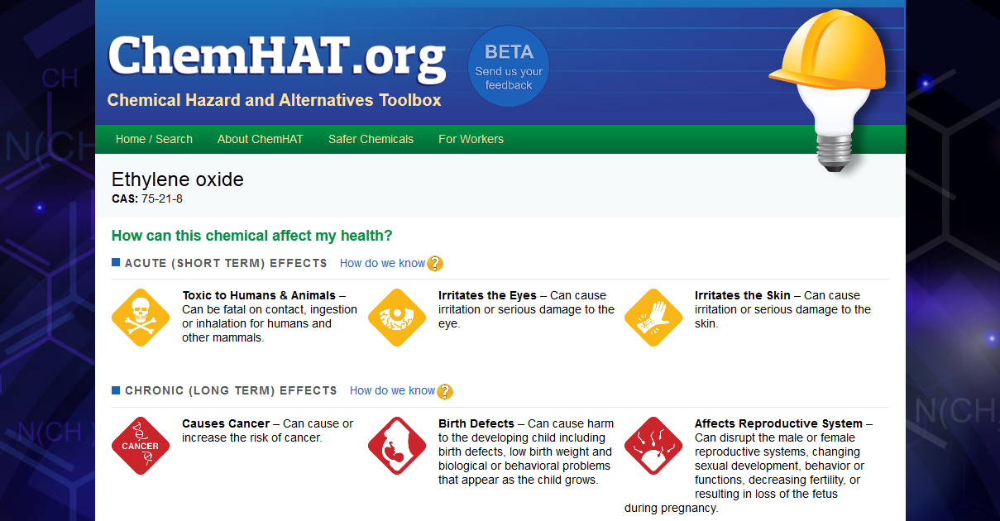 ChemHAT.org
Chemical Hazard and Alternatives Toolbox
BETA
Send us your
feedback
Home / Search
About ChemHAT
Safer Chemicals
For Workers
Ethylene oxide
CAS: 75-21-8
How can this chemical affect my health?
ACUTE (SHORT TERM) EFFECTS How do we know ?
Toxic to Humans & Animals –
Can be fatal on contact, ingestion
or inhalation for humans and
other mammals.
Irritates the Eyes – Can cause
irritation or serious damage to the
eye.
Irritates the Skin – Can cause
irritation or serious damage to the
skin.
CHRONIC (LONG TERM) EFFECTS How do we know ?
CANCER
Causes Cancer – Can cause or
increase the risk of cancer.
Birth Defects – Can cause harm
to the developing child including
birth defects, low birth weight and
biological or behavioral problems
that appear as the child grows.
Affects Reproductive System –
Can disrupt the male or female
reproductive systems, changing
sexual development, behavior or
functions, decreasing fertility, or
resulting in loss of the fetus
during pregnancy.
CH
N(CH
N(CH
N(CH